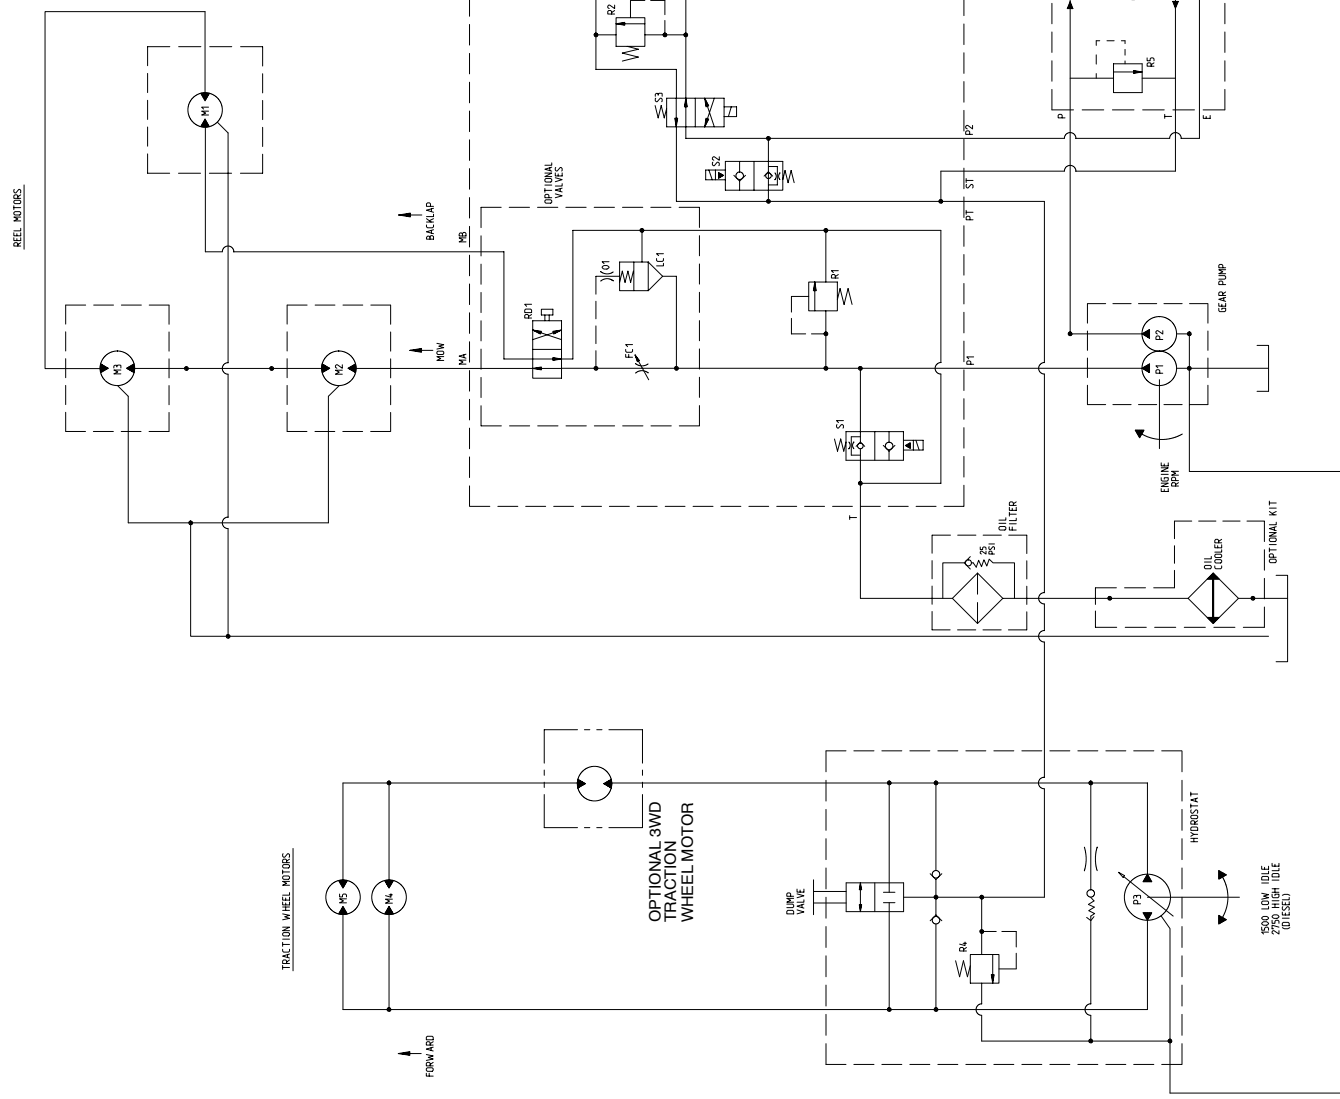 REEL MOTORS
M1
M3
M2
BACKLAP
MOW
MB
MA
OPTIONAL
VALVES
RD1
O1
LC1
FC1
R2
S3
S2
R1
S1
P2
ST
PT
P1
T
P
T
E
R5
GEAR PUMP
P2
P1
ENGINE
RPM
OIL
FILTER
25
PSI
OIL
COOLER
OPTIONAL KIT
TRACTION WHEEL MOTORS
M5
M4
OPTIONAL 3WD
TRACTION
WHEEL MOTOR
DUMP
VALVE
R4
P3
HYDROSTAT
1500 LOW IDLE
2750 HIGH IDLE
(DIESEL)
FORWARD